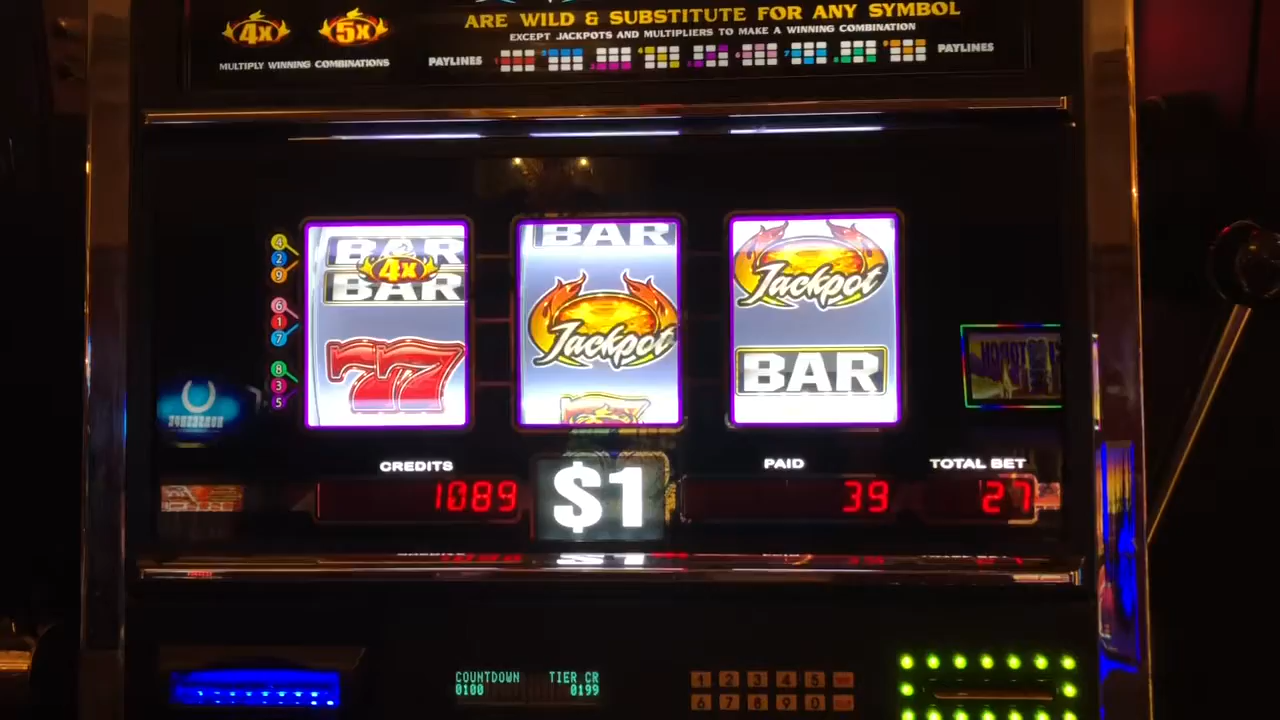 ARE WILD & SUBSTITUTE FOR ANY SYMBOL
EXCEPT JACKPOTS AND MULTIPLIERS TO MAKE A WINNING COMBINATION
4x 5x
MULTIPLY WINNING COMBINATIONS
PAYLINES PAYLINES
4
2
9
6
1
7
8
3
5
BAR
4x
BAR
77
BAR
Jackpot
Jackpot
BAR
CREDITS
1089
$1
PAID
39
TOTAL BET
27
COUNTDOWN TIER CR
0100 0199
1 2 3 4 5
6 7 8 9 0